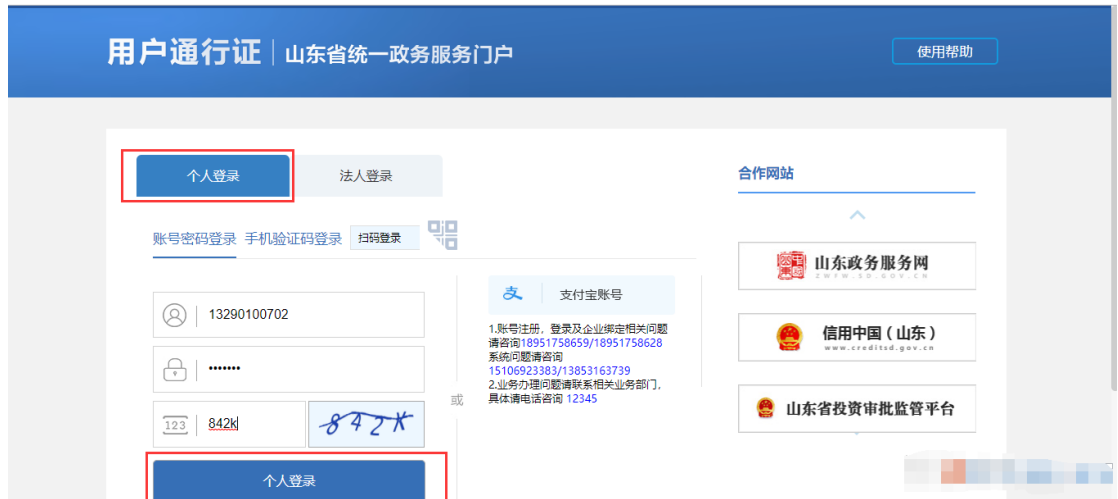 用户通行证 山东省统一政务服务门户
使用帮助
个人登录 法人登录
账号密码登录 手机验证码登录 扫码登录
13290100702
•••••••
123 842k 842K
个人登录
或
支付宝账号
1.账号注册，登录及企业绑定相关问题
请咨询18951758659/18951758628
系统问题请咨询
15106923383/13853163739
2.业务办理问题请联系相关业务部门，
具体请电话咨询 12345
合作网站
山东政务服务网
ZWFW.SD.GOV.CN
信用中国（山东）
www.creditsd.gov.cn
山东省投资审批监管平台